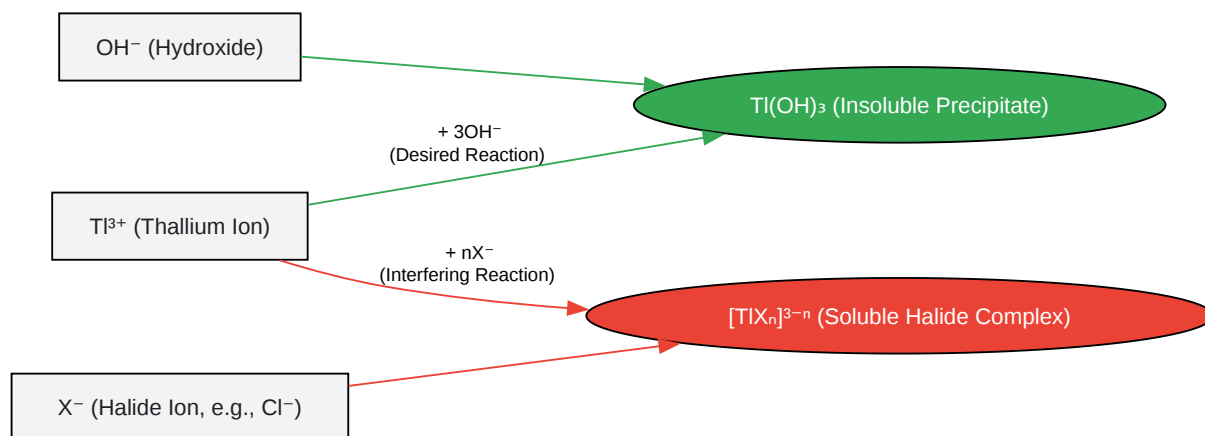 OH⁻ (Hydroxide)
Tl(OH)₃ (Insoluble Precipitate)
+ 3OH⁻
(Desired Reaction)
Tl³⁺ (Thallium Ion)
+ nX⁻
(Interfering Reaction)
[TlXₙ]³⁻ⁿ (Soluble Halide Complex)
X⁻ (Halide Ion, e.g., Cl⁻)